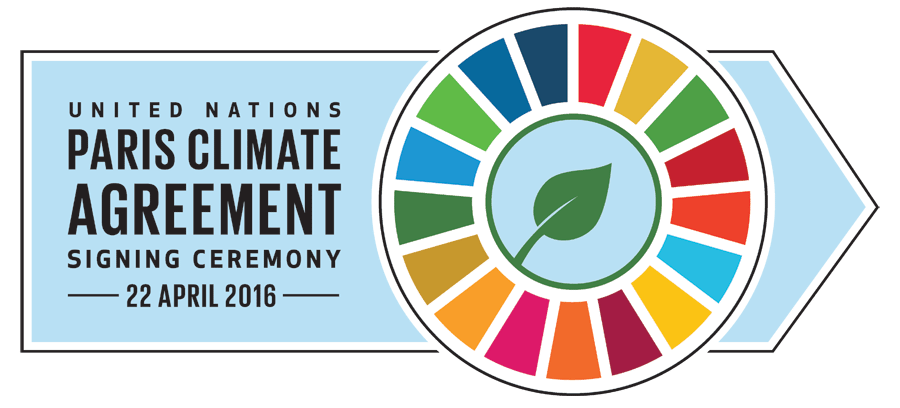 UNITED NATIONS
PARIS CLIMATE
AGREEMENT
SIGNING CEREMONY
22 APRIL 2016